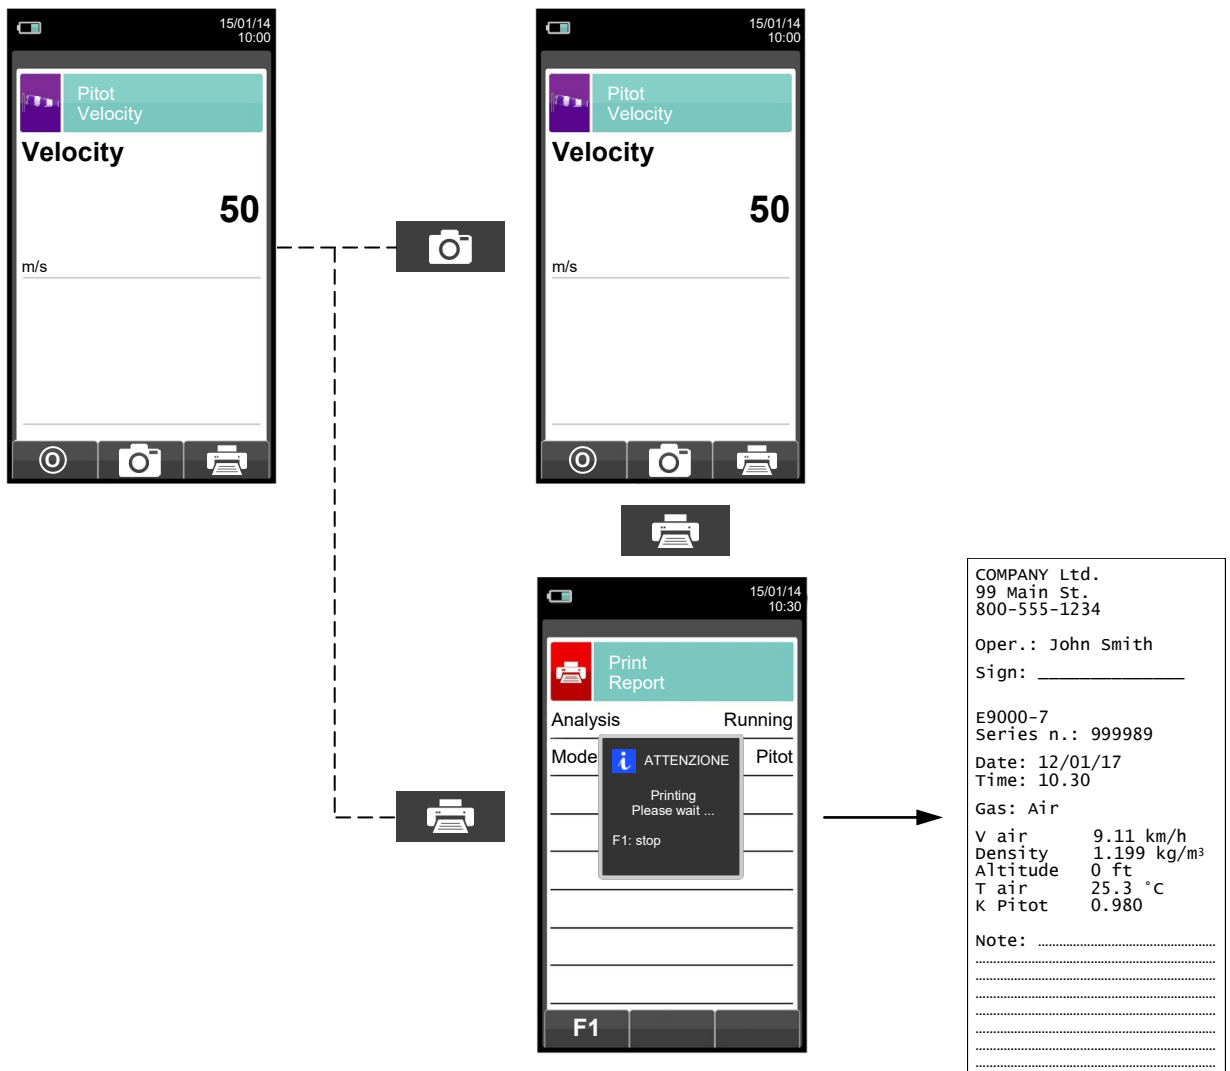 15/01/14
10:00
Pitot
Velocity
Velocity
50
m/s
15/01/14
10:00
Pitot
Velocity
Velocity
50
m/s
15/01/14
10:30
Print
Report
Analysis Running
Mode Pitot
i ATTENZIONE
Printing
Please wait ...
F1: stop
F1
COMPANY Ltd.
99 Main St.
800-555-1234
Oper.: John Smith
Sign: ______________
E9000-7
Series n.: 999989
Date: 12/01/17
Time: 10.30
Gas: Air
V air 9.11 km/h
Density 1.199 kg/m³
Altitude 0 ft
T air 25.3 °C
K Pitot 0.980
Note: